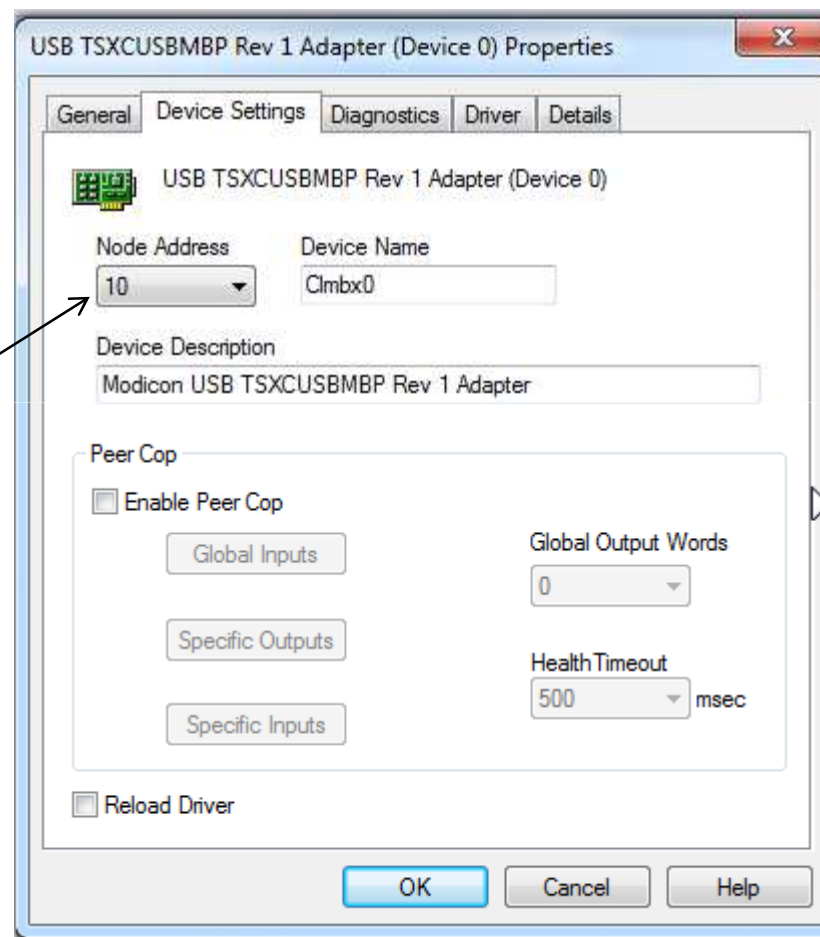 USB TSXCUSBMBP Rev 1 Adapter (Device 0) Properties
General Device Settings Diagnostics Driver Details
USB TSXCUSBMBP Rev 1 Adapter (Device 0)
Node Address Device Name
10 Clmbx0
Device Description
Modicon USB TSXCUSBMBP Rev 1 Adapter
Peer Cop
Enable Peer Cop
Global Inputs Global Output Words
0
Specific Outputs
Health Timeout
500 msec
Specific Inputs
Reload Driver
OK Cancel Help